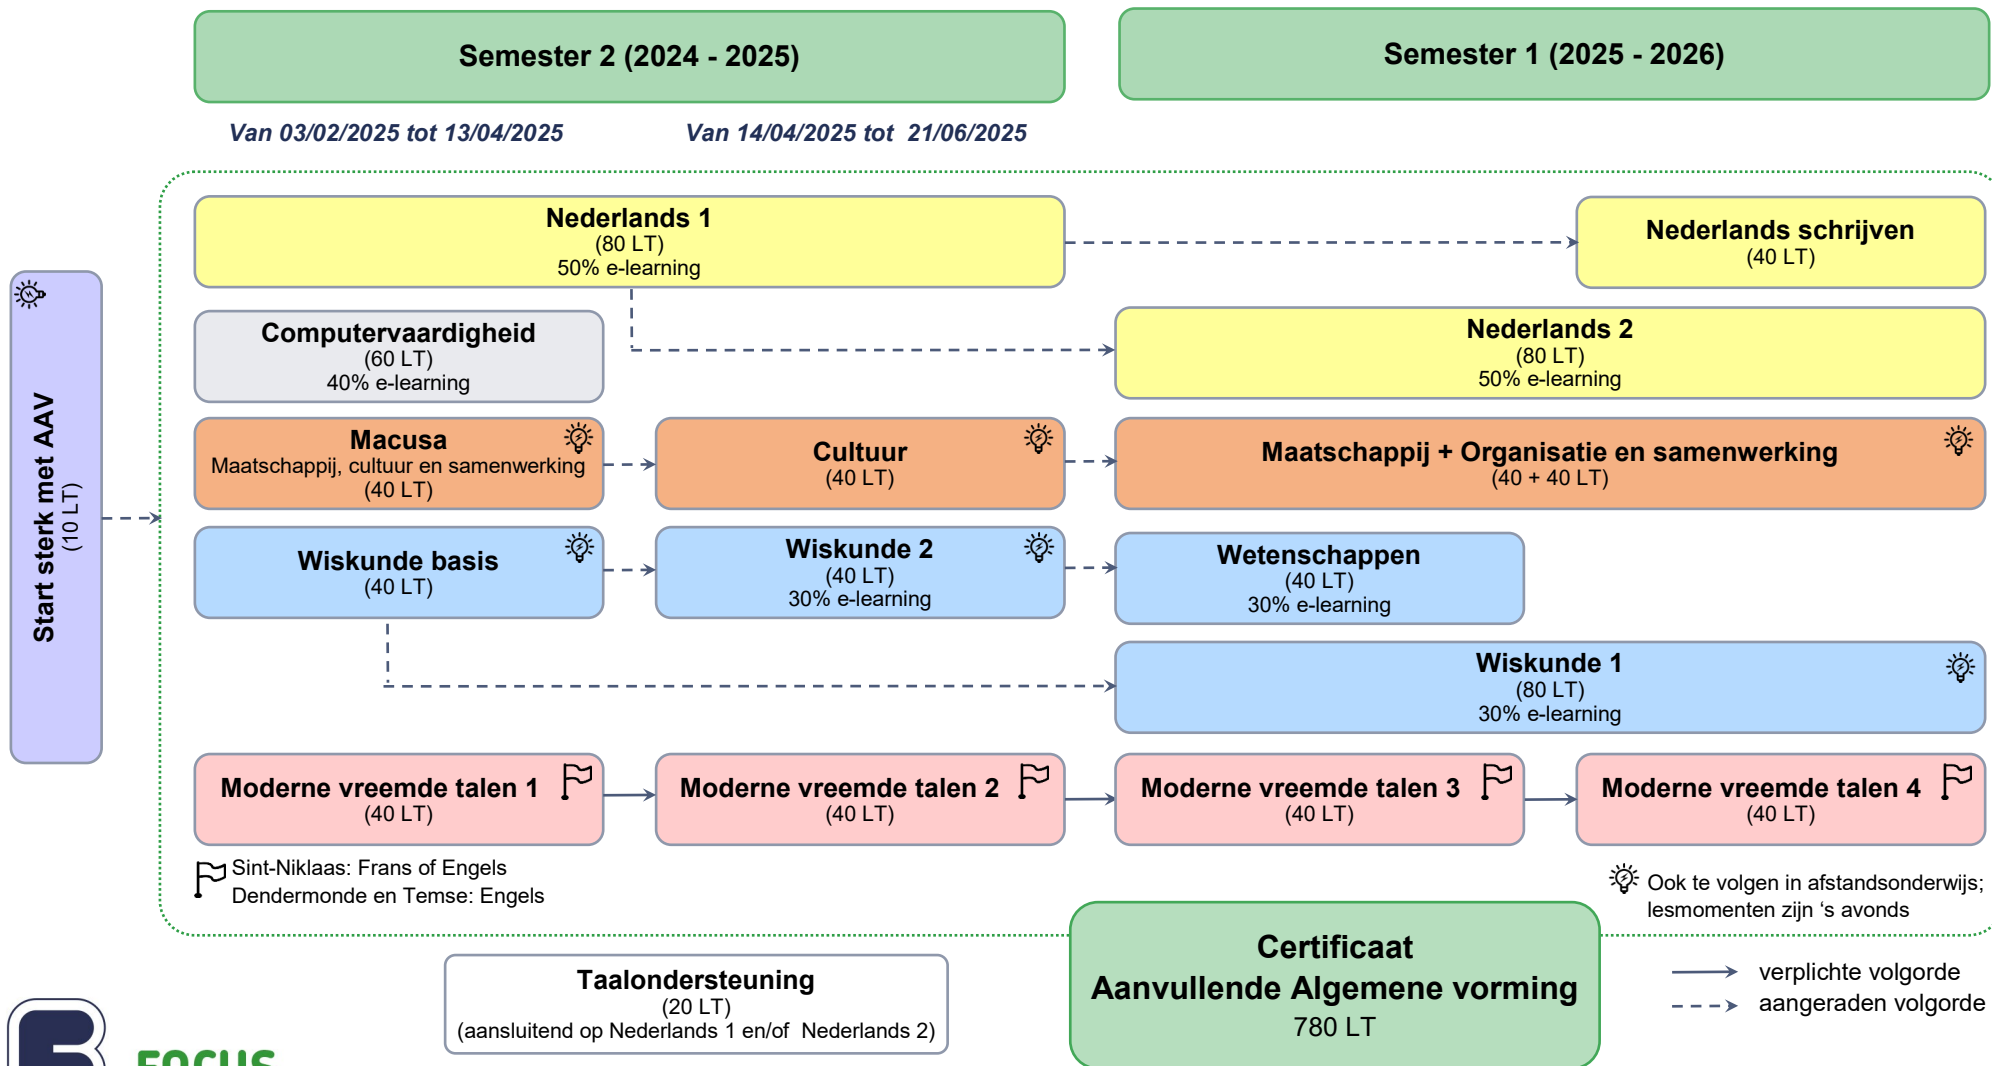 Semester 2 (2024 - 2025)
Semester 1 (2025 - 2026)
Van 03/02/2025 tot 13/04/2025
Van 14/04/2025 tot 21/06/2025
Start sterk met AAV
(10 LT)
Nederlands 1
(80 LT)
50% e-learning
Nederlands schrijven
(40 LT)
Computervaardigheid
(60 LT)
40% e-learning
Nederlands 2
(80 LT)
50% e-learning
Macusa
Maatschappij, cultuur en samenwerking
(40 LT)
Cultuur
(40 LT)
Maatschappij + Organisatie en samenwerking
(40 + 40 LT)
Wiskunde basis
(40 LT)
Wiskunde 2
(40 LT)
30% e-learning
Wetenschappen
(40 LT)
30% e-learning
Wiskunde 1
(80 LT)
30% e-learning
Moderne vreemde talen 1
(40 LT)
Moderne vreemde talen 2
(40 LT)
Moderne vreemde talen 3
(40 LT)
Moderne vreemde talen 4
(40 LT)
Sint-Niklaas: Frans of Engels
Dendermonde en Temse: Engels
Ook te volgen in afstandsonderwijs;
lesmomenten zijn ‘s avonds
Taalondersteuning
(20 LT)
(aansluitend op Nederlands 1 en/of Nederlands 2)
Certificaat
Aanvullende Algemene vorming
780 LT
verplichte volgorde
aangeraden volgorde
FOCUS